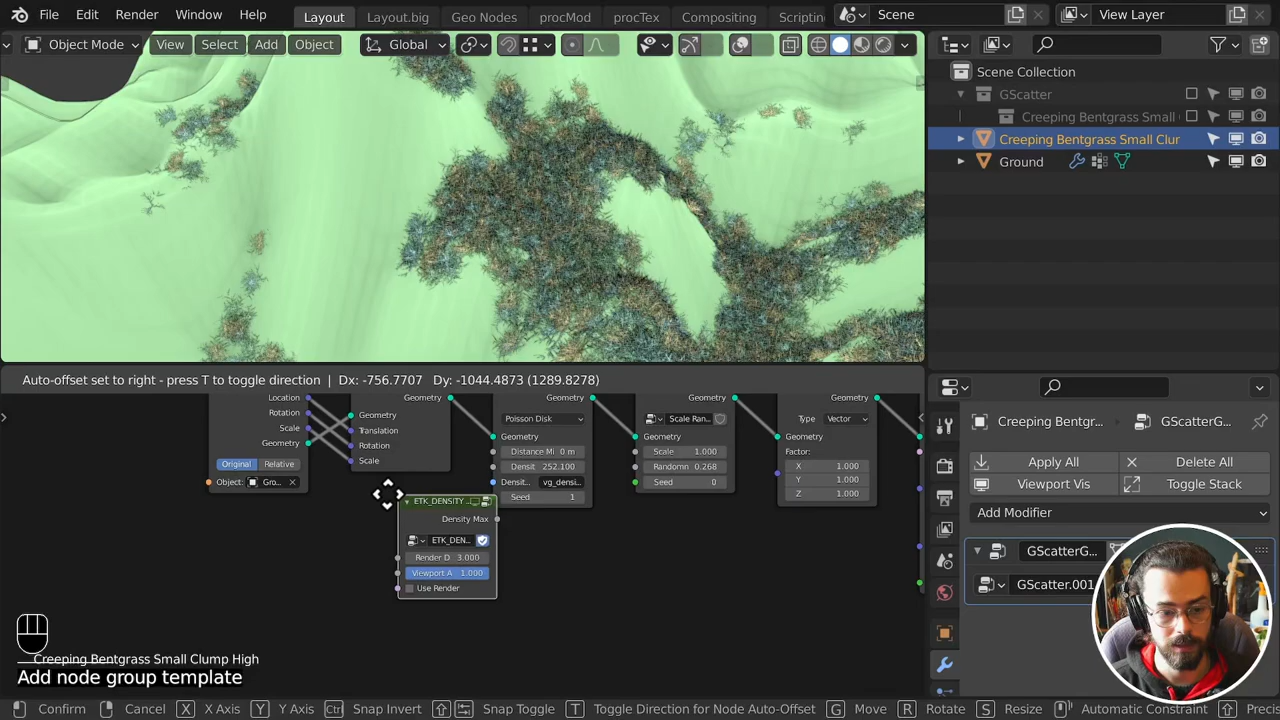 File Edit Render Window Help Layout Layout.big Geo Nodes procMod procTex Compositing Scripting Scene View Layer
Object Mode View Select Add Object Global
Scene Collection
GScatter
Creeping Bentgrass Small
Creeping Bentgrass Small Clur
Ground
Auto-offset set to right - press T to toggle direction | Dx: -756.7707 Dy: -1044.4873 (1289.8278)
Location
Rotation
Scale
Geometry
Original Relative
Object: Gro...
Geometry
Geometry
Translation
Rotation
Scale
Geometry
Poisson Disk
Geometry
Distance Mi 0 m
Densit 252.100
Densit... vg_densi...
Seed 1
Geometry
Scale Ran...
Geometry
Scale 1.000
Randomn 0.268
Seed 0
Geometry
Type Vector
Geometry
Factor:
X 1.000
Y 1.000
Z 1.000
ETK_DENSITY ...
Density Max
ETK_DEN...
Render D 3.000
Viewport A 1.000
Use Render
Creeping Bentgr... GScatterG...
Apply All Delete All
Viewport Vis Toggle Stack
Add Modifier
GScatterG...
GScatter.001
Creeping Bentgrass Small Clump High
Add node group template
Confirm Cancel X X Axis Y Y Axis Ctrl Snap Invert Snap Toggle T Toggle Direction for Node Auto-Offset G Move R Rotate S Resize Automatic Constraint Precis